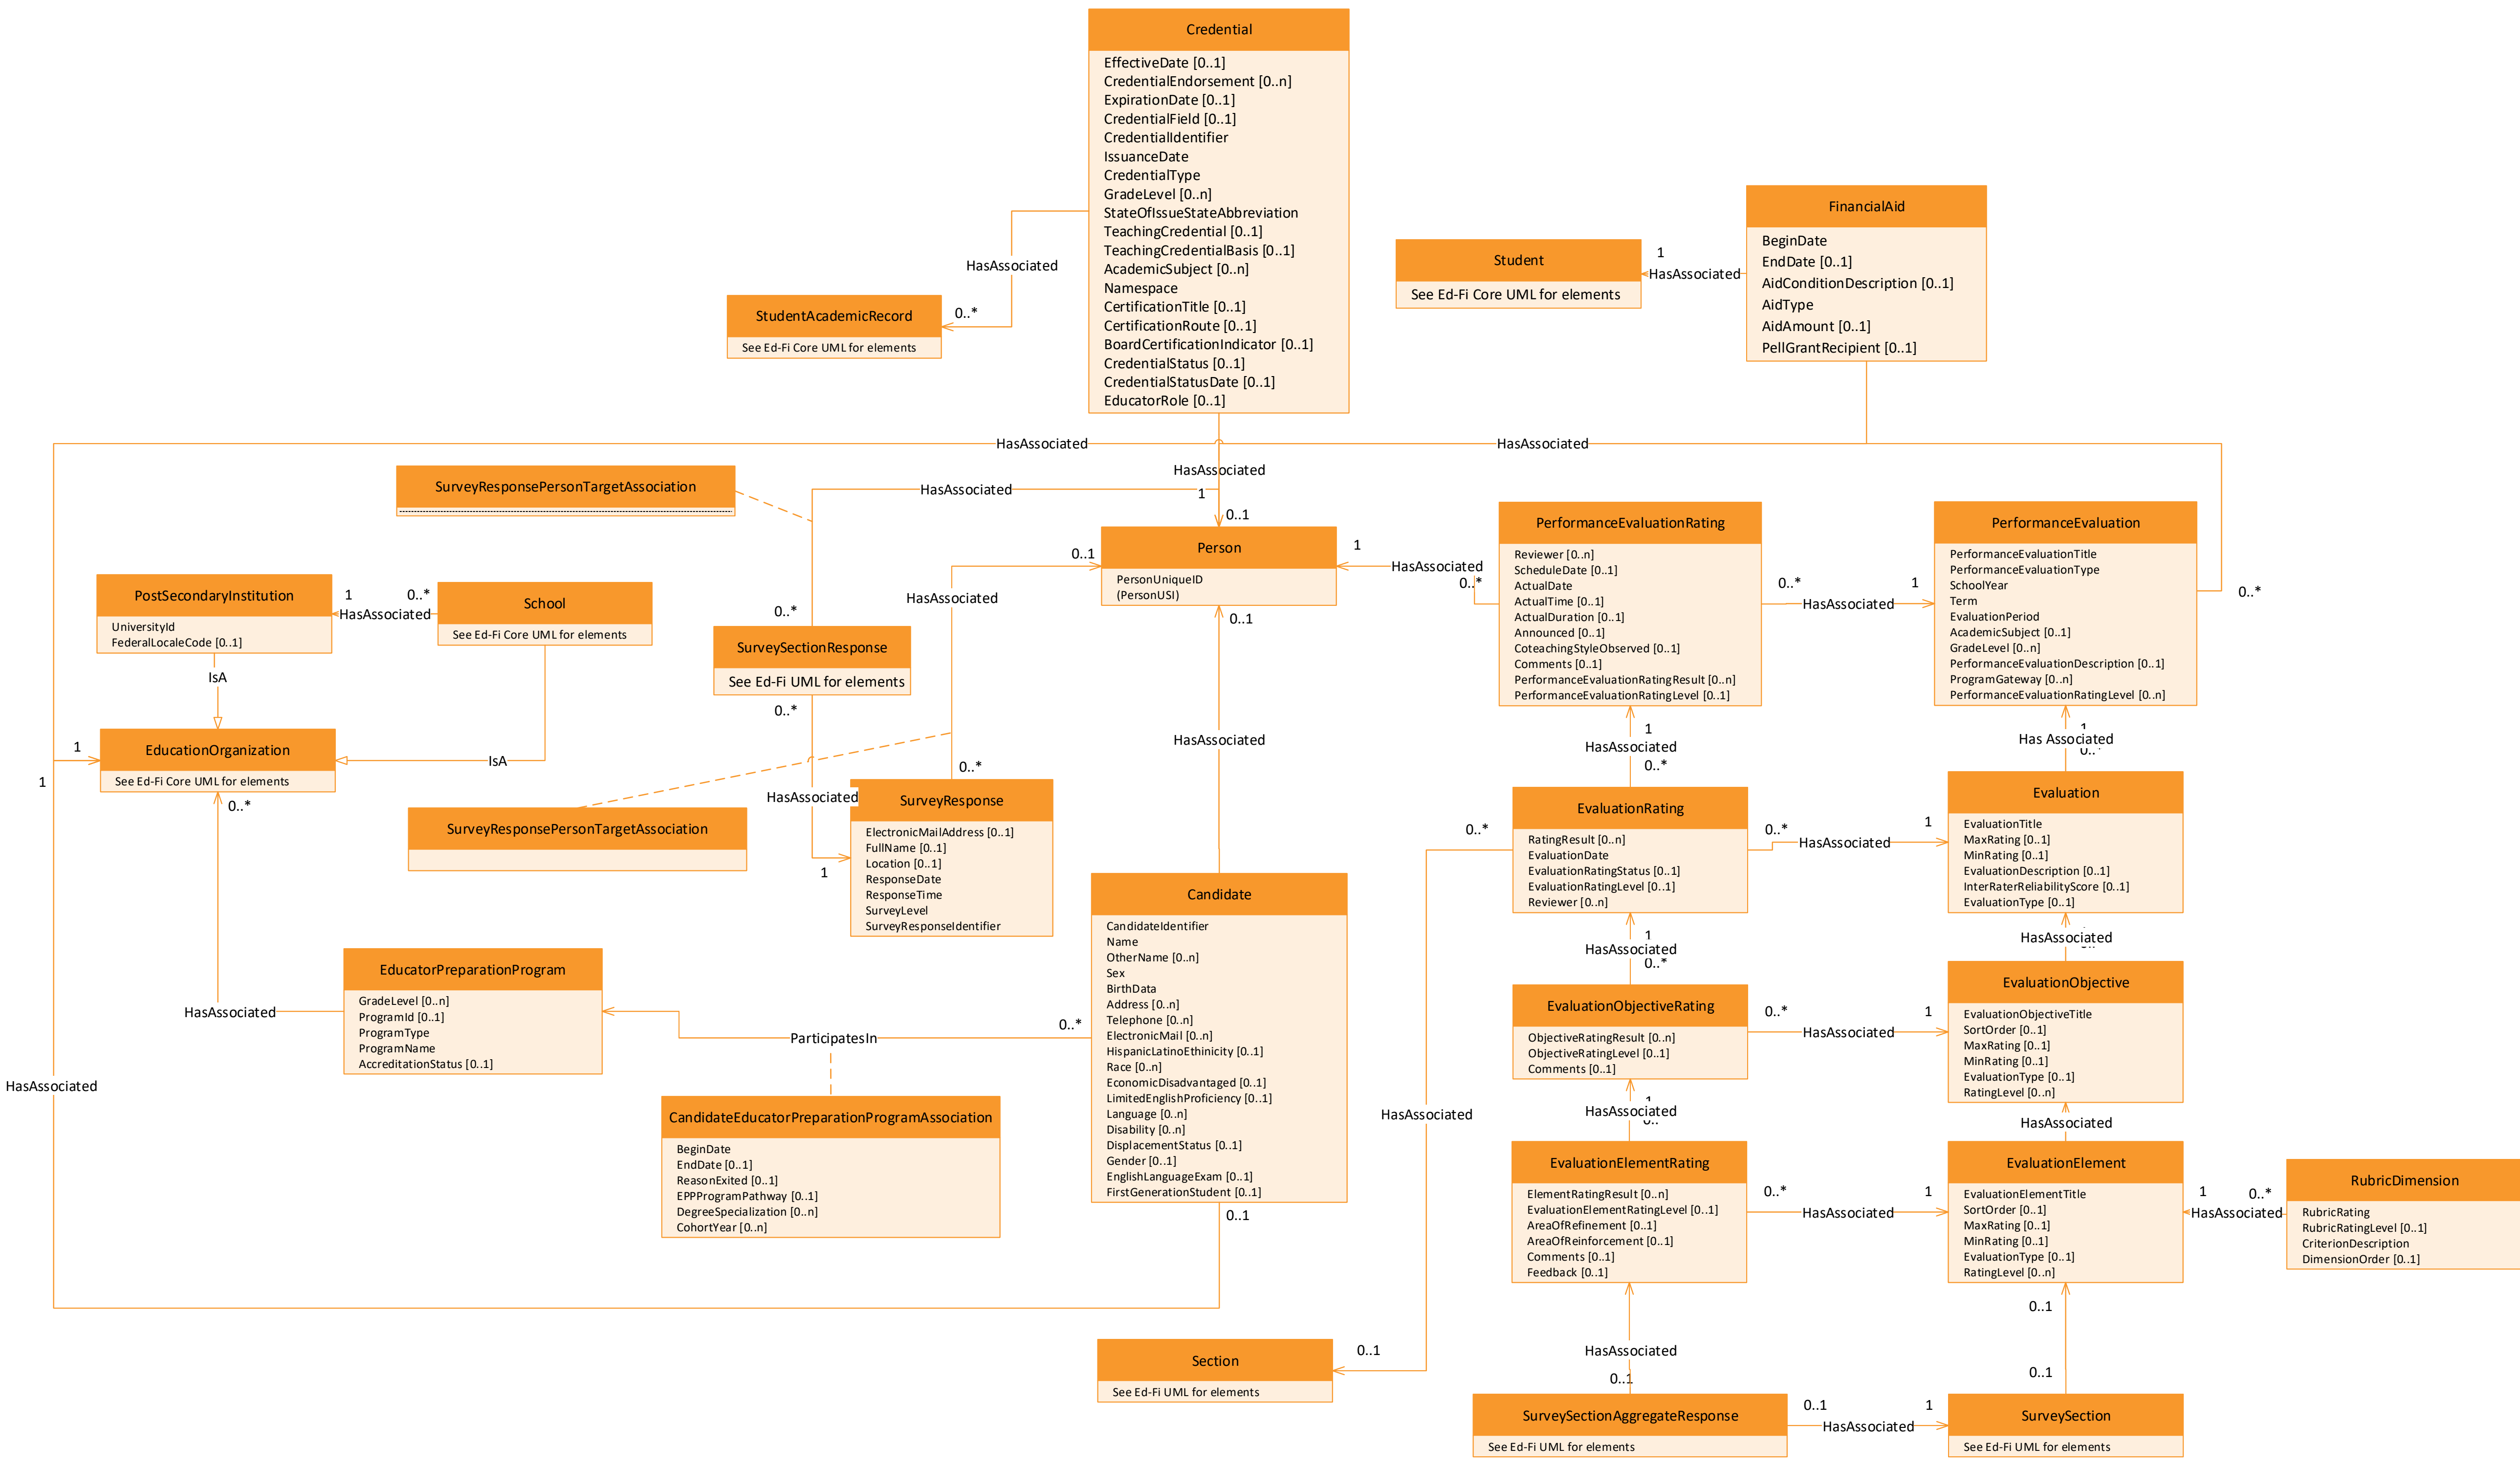 Credential
EffectiveDate [0..1]
CredentialEndorsement [0..n]
ExpirationDate [0..1]
CredentialField [0..1]
CredentialIdentifier
IssuanceDate
CredentialType
GradeLevel [0..n]
StateOfIssueStateAbbreviation
TeachingCredential [0..1]
TeachingCredentialBasis [0..1]
AcademicSubject [0..n]
Namespace
CertificationTitle [0..1]
CertificationRoute [0..1]
BoardCertificationIndicator [0..1]
CredentialStatus [0..1]
CredentialStatusDate [0..1]
EducatorRole [0..1]
FinancialAid
BeginDate
EndDate [0..1]
AidConditionDescription [0..1]
AidType
AidAmount [0..1]
PellGrantRecipient [0..1]
Student
See Ed-Fi Core UML for elements
1
HasAssociated
HasAssociated
StudentAcademicRecord
See Ed-Fi Core UML for elements
0..*
HasAssociated
HasAssociated
HasAssociated
1
0..1
HasAssociated
SurveyResponsePersonTargetAssociation
Person
PersonUniqueID
(PersonUSI)
0..1
1
HasAssociated
0..*
0..1
HasAssociated
PerformanceEvaluationRating
Reviewer [0..n]
ScheduleDate [0..1]
ActualDate
ActualTime [0..1]
ActualDuration [0..1]
Announced [0..1]
CoteachingStyleObserved [0..1]
Comments [0..1]
PerformanceEvaluationRatingResult [0..n]
PerformanceEvaluationRatingLevel [0..1]
0..*
1
HasAssociated
PerformanceEvaluation
PerformanceEvaluationTitle
PerformanceEvaluationType
SchoolYear
Term
EvaluationPeriod
AcademicSubject [0..1]
GradeLevel [0..n]
PerformanceEvaluationDescription [0..1]
ProgramGateway [0..n]
PerformanceEvaluationRatingLevel [0..n]
0..*
PostSecondaryInstitution
UniversityId
FederalLocaleCode [0..1]
1
0..*
HasAssociated
School
See Ed-Fi Core UML for elements
IsA
IsA
EducationOrganization
See Ed-Fi Core UML for elements
1
1
0..*
0..*
SurveySectionResponse
See Ed-Fi UML for elements
0..*
HasAssociated
1
0..*
SurveyResponse
ElectronicMailAddress [0..1]
FullName [0..1]
Location [0..1]
ResponseDate
ResponseTime
SurveyLevel
SurveyResponseIdentifier
SurveyResponsePersonTargetAssociation
HasAssociated
Candidate
CandidateIdentifier
Name
OtherName [0..n]
Sex
BirthData
Address [0..n]
Telephone [0..n]
ElectronicMail [0..n]
HispanicLatinoEthinicity [0..1]
Race [0..n]
EconomicDisadvantaged [0..1]
LimitedEnglishProficiency [0..1]
Language [0..n]
Disability [0..n]
DisplacementStatus [0..1]
Gender [0..1]
EnglishLanguageExam [0..1]
FirstGenerationStudent [0..1]
0..1
EducatorPreparationProgram
GradeLevel [0..n]
ProgramId [0..1]
ProgramType
ProgramName
AccreditationStatus [0..1]
HasAssociated
HasAssociated
0..*
ParticipatesIn
CandidateEducatorPreparationProgramAssociation
BeginDate
EndDate [0..1]
ReasonExited [0..1]
EPPProgramPathway [0..1]
DegreeSpecialization [0..n]
CohortYear [0..n]
1
HasAssociated
0..*
Has Associated
EvaluationRating
RatingResult [0..n]
EvaluationDate
EvaluationRatingStatus [0..1]
EvaluationRatingLevel [0..1]
Reviewer [0..n]
0..*
0..*
1
HasAssociated
Evaluation
EvaluationTitle
MaxRating [0..1]
MinRating [0..1]
EvaluationDescription [0..1]
InterRaterReliabilityScore [0..1]
EvaluationType [0..1]
1
HasAssociated
0..*
HasAssociated
EvaluationObjectiveRating
ObjectiveRatingResult [0..n]
ObjectiveRatingLevel [0..1]
Comments [0..1]
0..*
1
HasAssociated
EvaluationObjective
EvaluationObjectiveTitle
SortOrder [0..1]
MaxRating [0..1]
MinRating [0..1]
EvaluationType [0..1]
RatingLevel [0..n]
HasAssociated
HasAssociated
HasAssociated
EvaluationElementRating
ElementRatingResult [0..n]
EvaluationElementRatingLevel [0..1]
AreaOfRefinement [0..1]
AreaOfReinforcement [0..1]
Comments [0..1]
Feedback [0..1]
0..*
1
HasAssociated
EvaluationElement
EvaluationElementTitle
SortOrder [0..1]
MaxRating [0..1]
MinRating [0..1]
EvaluationType [0..1]
RatingLevel [0..n]
1
0..*
HasAssociated
RubricDimension
RubricRating
RubricRatingLevel [0..1]
CriterionDescription
DimensionOrder [0..1]
Section
See Ed-Fi UML for elements
0..1
HasAssociated
0..1
0..1
0..1
SurveySectionAggregateResponse
See Ed-Fi UML for elements
0..1
1
HasAssociated
SurveySection
See Ed-Fi UML for elements